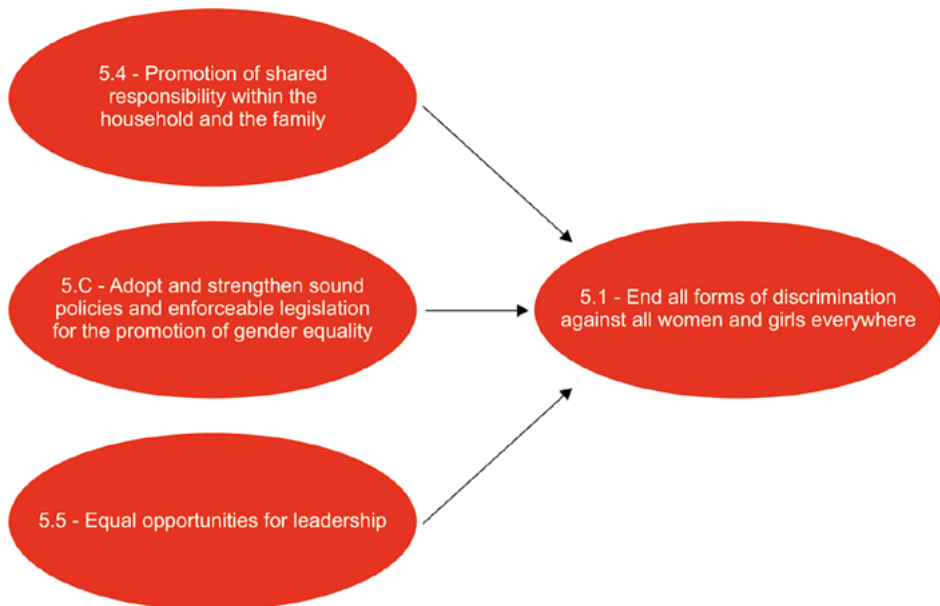 5.4 - Promotion of shared
responsibility within the
household and the family
5.C - Adopt and strengthen sound
policies and enforceable legislation
for the promotion of gender equality
5.1 - End all forms of discrimination
against all women and girls everywhere
5.5 - Equal opportunities for leadership